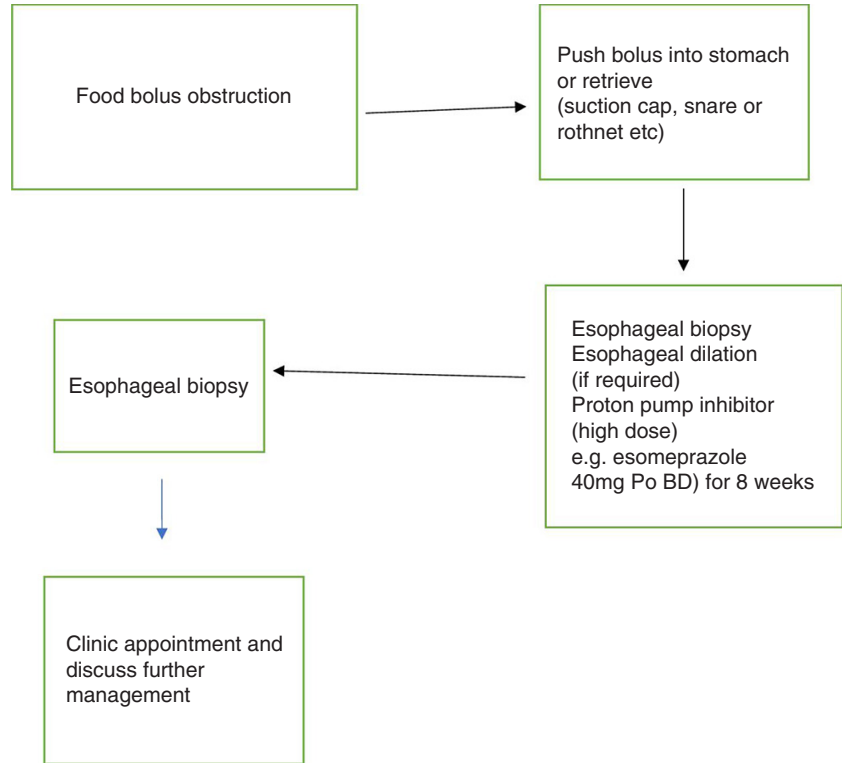 Food bolus obstruction
Push bolus into stomach
or retrieve
(suction cap, snare or
rothnet etc)
Esophageal biopsy
Esophageal dilation
(if required)
Proton pump inhibitor
(high dose)
e.g. esomeprazole
40mg Po BD) for 8 weeks
Esophageal biopsy
Clinic appointment and
discuss further
management